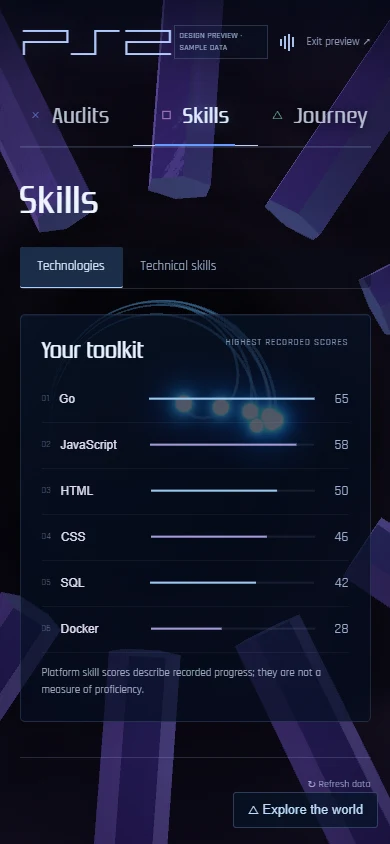 PS2
DESIGN PREVIEW ·
SAMPLE DATA
Exit preview ↗
× Audits
□ Skills
△ Journey
Skills
Technologies
Technical skills
Your toolkit
HIGHEST RECORDED SCORES
01 Go 65
02 JavaScript 58
03 HTML 50
04 CSS 46
05 SQL 42
06 Docker 28
Platform skill scores describe recorded progress; they are not a
measure of proficiency.
↻ Refresh data
△ Explore the world